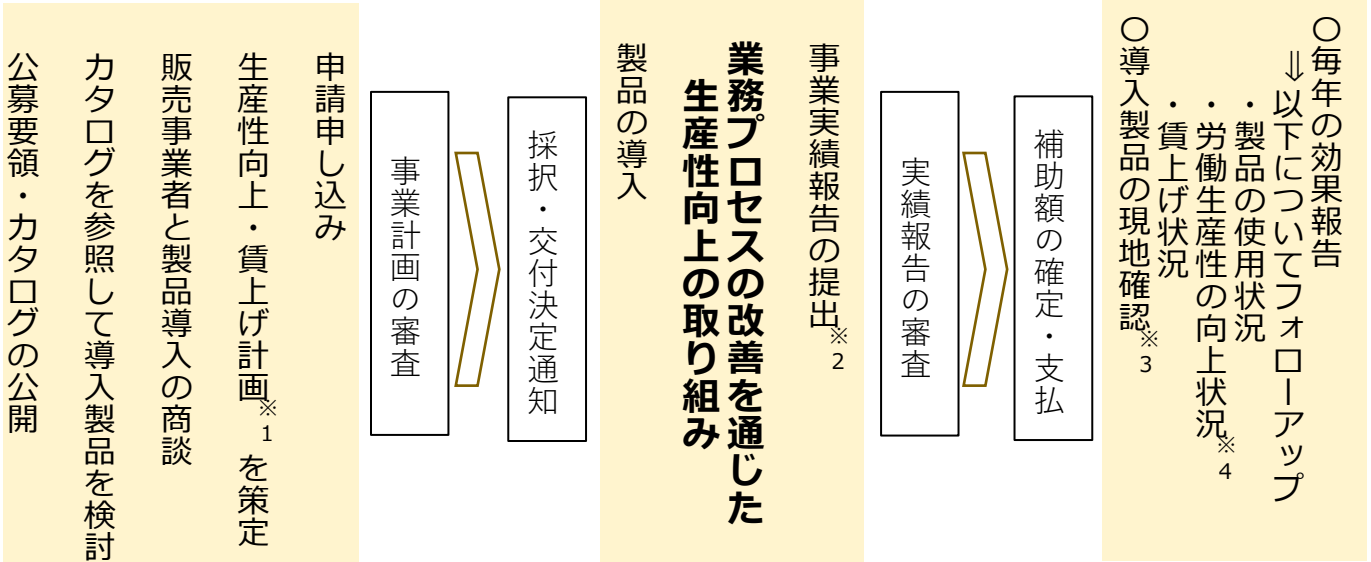 公募要領・カタログの公開
カタログを参照して導入製品を検討
販売事業者と製品導入の商談
生産性向上・賃上げ計画※1を策定
申請申し込み
事業計画の審査
採択・交付決定通知
製品の導入
業務プロセスの改善を通じた
生産性向上の取り組み
事業実績報告の提出※2
実績報告の審査
補助額の確定・支払
〇毎年の効果報告
⇓以下についてフォローアップ
・製品の使用状況
・労働生産性の向上状況※4
・賃上げ状況
〇導入製品の現地確認※3